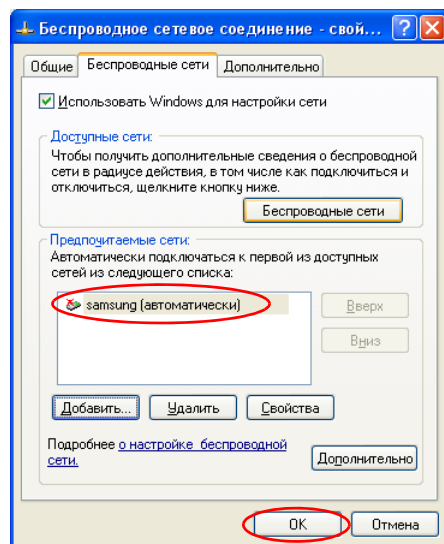 Беспроводное сетевое соединение - свой...
Общие Беспроводные сети Дополнительно
Использовать Windows для настройки сети
Доступные сети:
Чтобы получить дополнительные сведения о беспроводной
сети в радиусе действия, в том числе как подключиться и
отключиться, щелкните кнопку ниже.
Беспроводные сети
Предпочитаемые сети:
Автоматически подключаться к первой из доступных
сетей из следующего списка:
samsung (автоматически)
Вверх
Вниз
Добавить... Удалить Свойства
Подробнее о настройке беспроводной
сети.
Дополнительно
OK Отмена